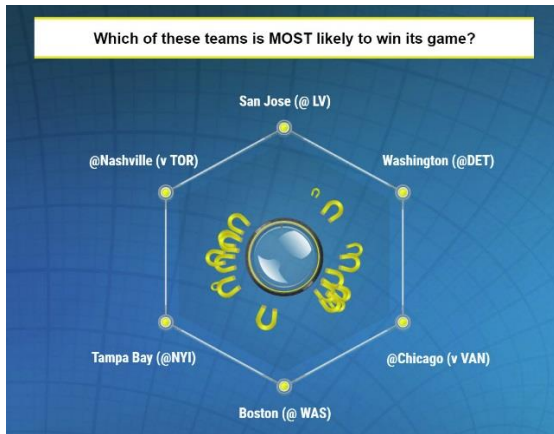 Which of these teams is MOST likely to win its game?
San Jose (@ LV)
@Nashville (v TOR)
Washington (@DET)
Tampa Bay (@NYI)
@Chicago (v VAN)
Boston (@ WAS)